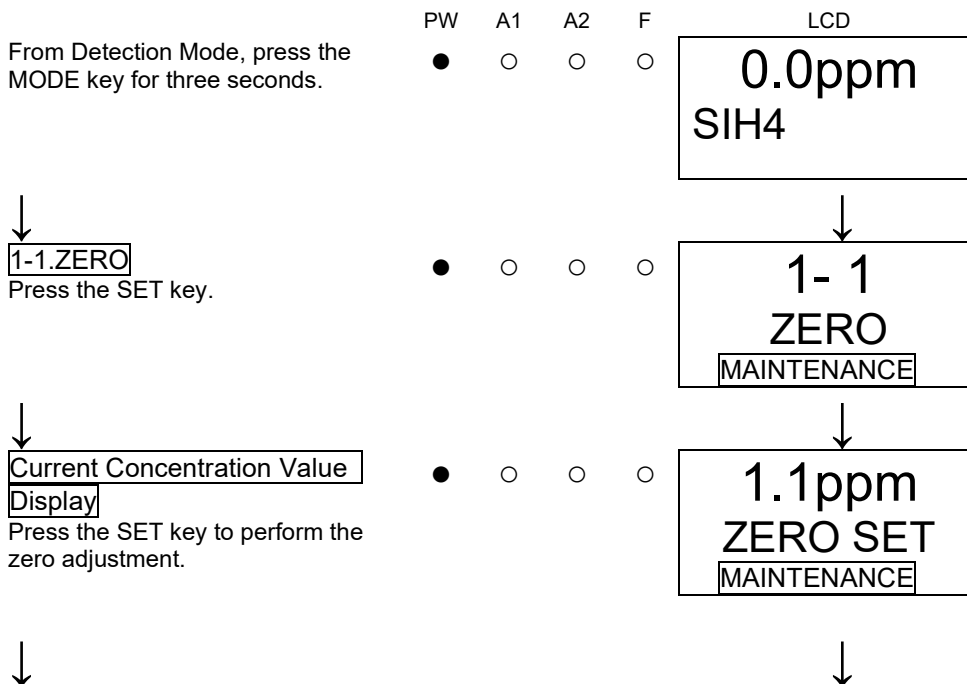 PW A1 A2 F LCD
From Detection Mode, press the
MODE key for three seconds.
● ○ ○ ○
0.0ppm
SIH4
↓ ↓
1-1.ZERO
Press the SET key.
● ○ ○ ○
1- 1
ZERO
MAINTENANCE
↓ ↓
Current Concentration Value
Display
Press the SET key to perform the
zero adjustment.
● ○ ○ ○
1.1ppm
ZERO SET
MAINTENANCE
↓ ↓